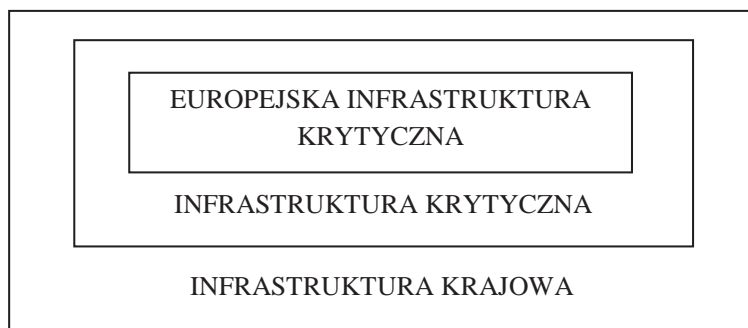 EUROPEJSKA INFRASTRUKTURA
KRYTYCZNA
INFRASTRUKTURA KRYTYCZNA
INFRASTRUKTURA KRAJOWA